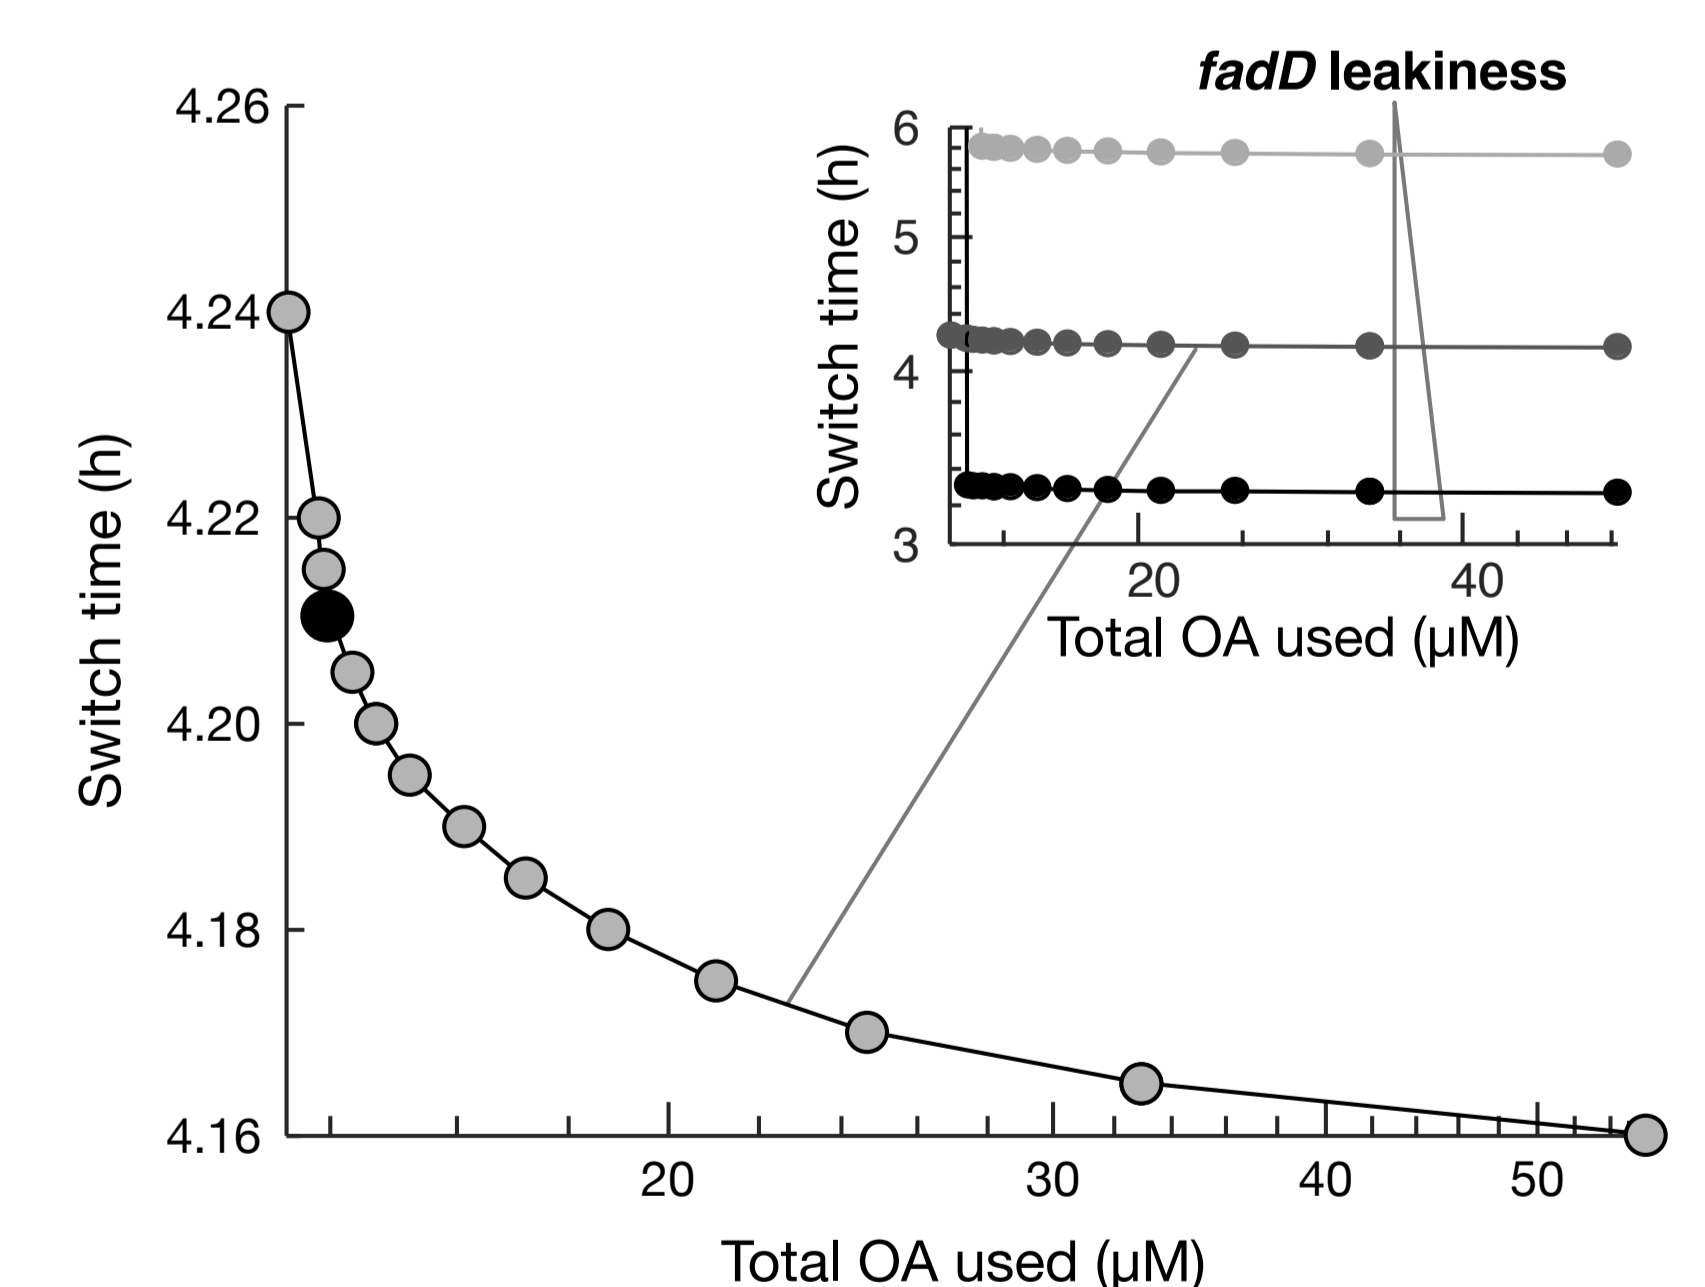 fadD leakiness
4.26
4.24
4.22
4.20
4.18
4.16
Switch time (h)
20 30 40 50
Total OA used (µM)
6
5
4
3
Switch time (h)
20 40
Total OA used (µM)